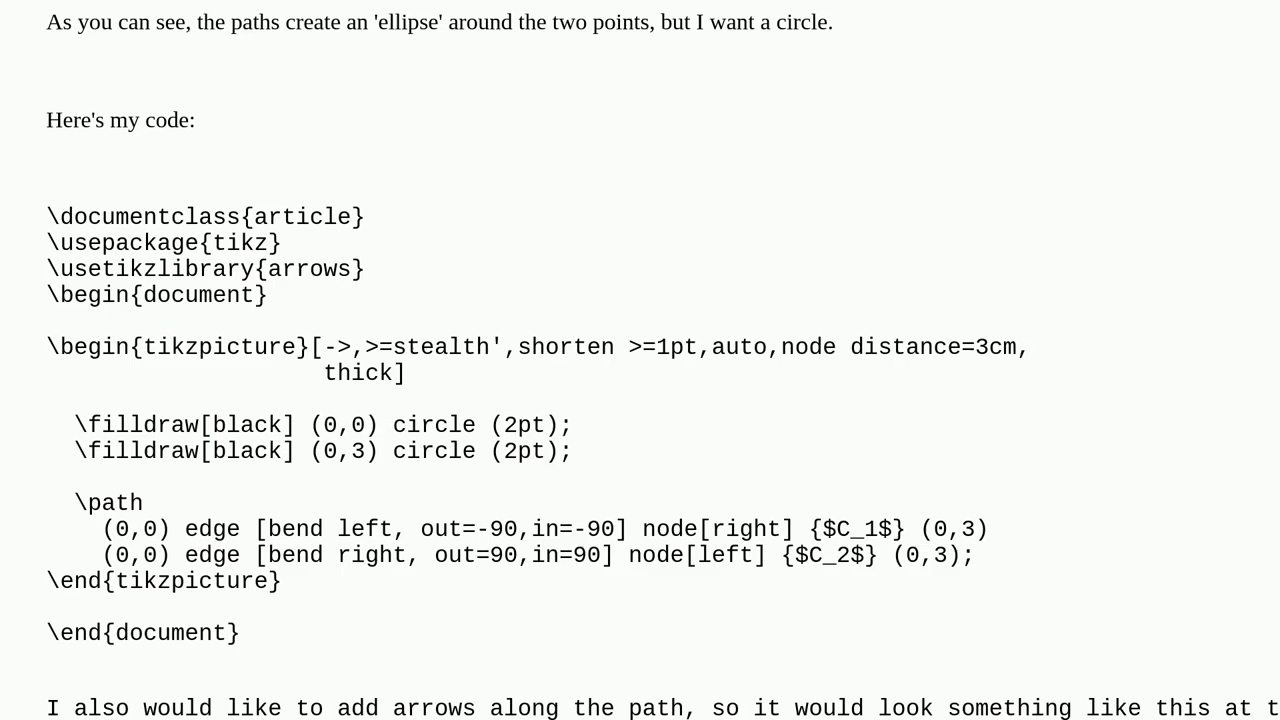 As you can see, the paths create an 'ellipse' around the two points, but I want a circle.
Here's my code:
\documentclass{article}
\usepackage{tikz}
\usetikzlibrary{arrows}
\begin{document}
\begin{tikzpicture}[->,>=stealth',shorten >=1pt,auto,node distance=3cm,
thick]
\filldraw[black] (0,0) circle (2pt);
\filldraw[black] (0,3) circle (2pt);
\path
(0,0) edge [bend left, out=-90,in=-90] node[right] {$C_1$} (0,3)
(0,0) edge [bend right, out=90,in=90] node[left] {$C_2$} (0,3);
\end{tikzpicture}
\end{document}
I also would like to add arrows along the path, so it would look something like this at